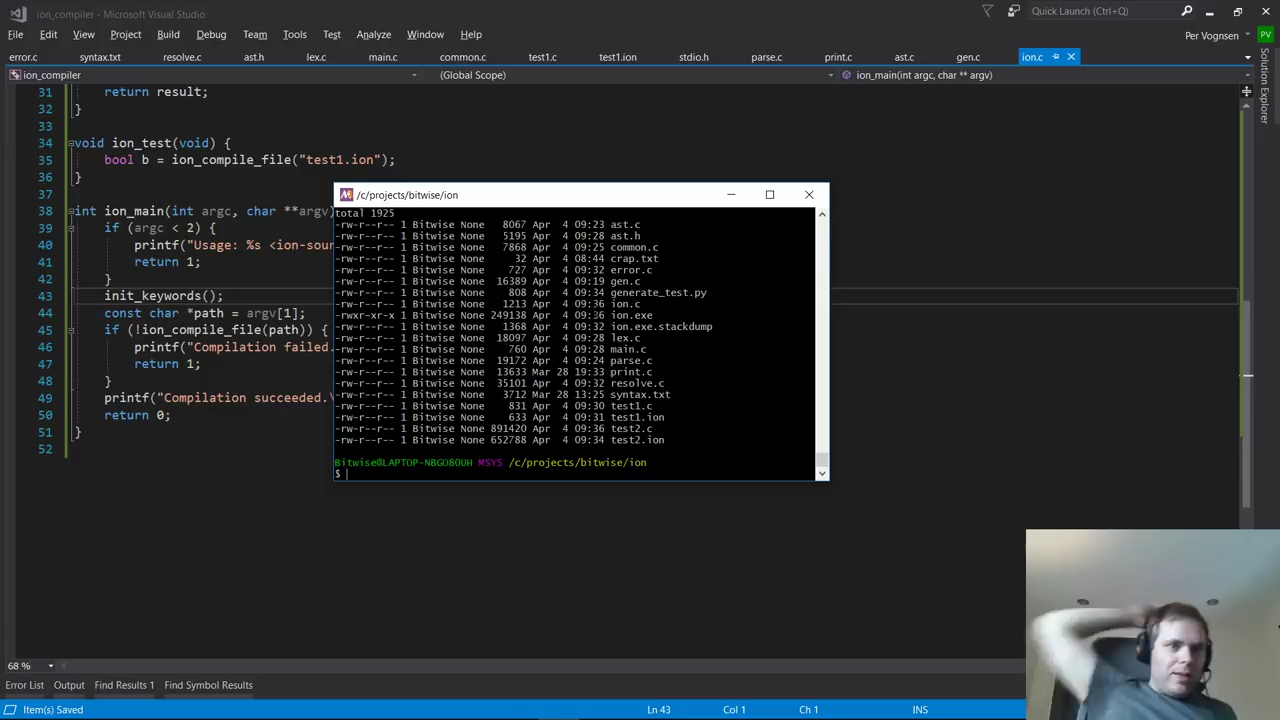 ion_compiler - Microsoft Visual Studio
Quick Launch (Ctrl+Q)
File Edit View Project Build Debug Team Tools Test Analyze Window Help
Per Vognsen PV
error.c syntax.txt resolve.c ast.h lex.c main.c common.c test1.c test1.ion stdio.h parse.c print.c ast.c gen.c ion.c
Solution Explorer
ion_compiler (Global Scope) ion_main(int argc, char ** argv)
31 return result;
32 }
33
34 void ion_test(void) {
35 bool b = ion_compile_file("test1.ion");
36 }
37
38 int ion_main(int argc, char **argv)
39 if (argc < 2) {
40 printf("Usage: %s <ion-sour
41 return 1;
42 }
43 init_keywords();
44 const char *path = argv[1];
45 if (!ion_compile_file(path)) {
46 printf("Compilation failed.
47 return 1;
48 }
49 printf("Compilation succeeded.\
50 return 0;
51 }
52
/c/projects/bitwise/ion
total 1925
-rw-r--r-- 1 Bitwise None 8067 Apr 4 09:23 ast.c
-rw-r--r-- 1 Bitwise None 5195 Apr 4 09:28 ast.h
-rw-r--r-- 1 Bitwise None 7868 Apr 4 09:25 common.c
-rw-r--r-- 1 Bitwise None 32 Apr 4 08:44 crap.txt
-rw-r--r-- 1 Bitwise None 727 Apr 4 09:32 error.c
-rw-r--r-- 1 Bitwise None 16389 Apr 4 09:19 gen.c
-rw-r--r-- 1 Bitwise None 808 Apr 4 09:34 generate_test.py
-rw-r--r-- 1 Bitwise None 1213 Apr 4 09:36 ion.c
-rwxr-xr-x 1 Bitwise None 249138 Apr 4 09:36 ion.exe
-rw-r--r-- 1 Bitwise None 1368 Apr 4 09:32 ion.exe.stackdump
-rw-r--r-- 1 Bitwise None 18097 Apr 4 09:28 lex.c
-rw-r--r-- 1 Bitwise None 760 Apr 4 09:28 main.c
-rw-r--r-- 1 Bitwise None 19172 Apr 4 09:24 parse.c
-rw-r--r-- 1 Bitwise None 13633 Mar 28 19:33 print.c
-rw-r--r-- 1 Bitwise None 35101 Apr 4 09:32 resolve.c
-rw-r--r-- 1 Bitwise None 3712 Mar 28 13:25 syntax.txt
-rw-r--r-- 1 Bitwise None 831 Apr 4 09:30 test1.c
-rw-r--r-- 1 Bitwise None 633 Apr 4 09:31 test1.ion
-rw-r--r-- 1 Bitwise None 891420 Apr 4 09:36 test2.c
-rw-r--r-- 1 Bitwise None 652788 Apr 4 09:34 test2.ion
Bitwise@LAPTOP-NBGO8OUH MSYS /c/projects/bitwise/ion
$
68 %
Error List Output Find Results 1 Find Symbol Results
Item(s) Saved Ln 43 Col 1 Ch 1 INS